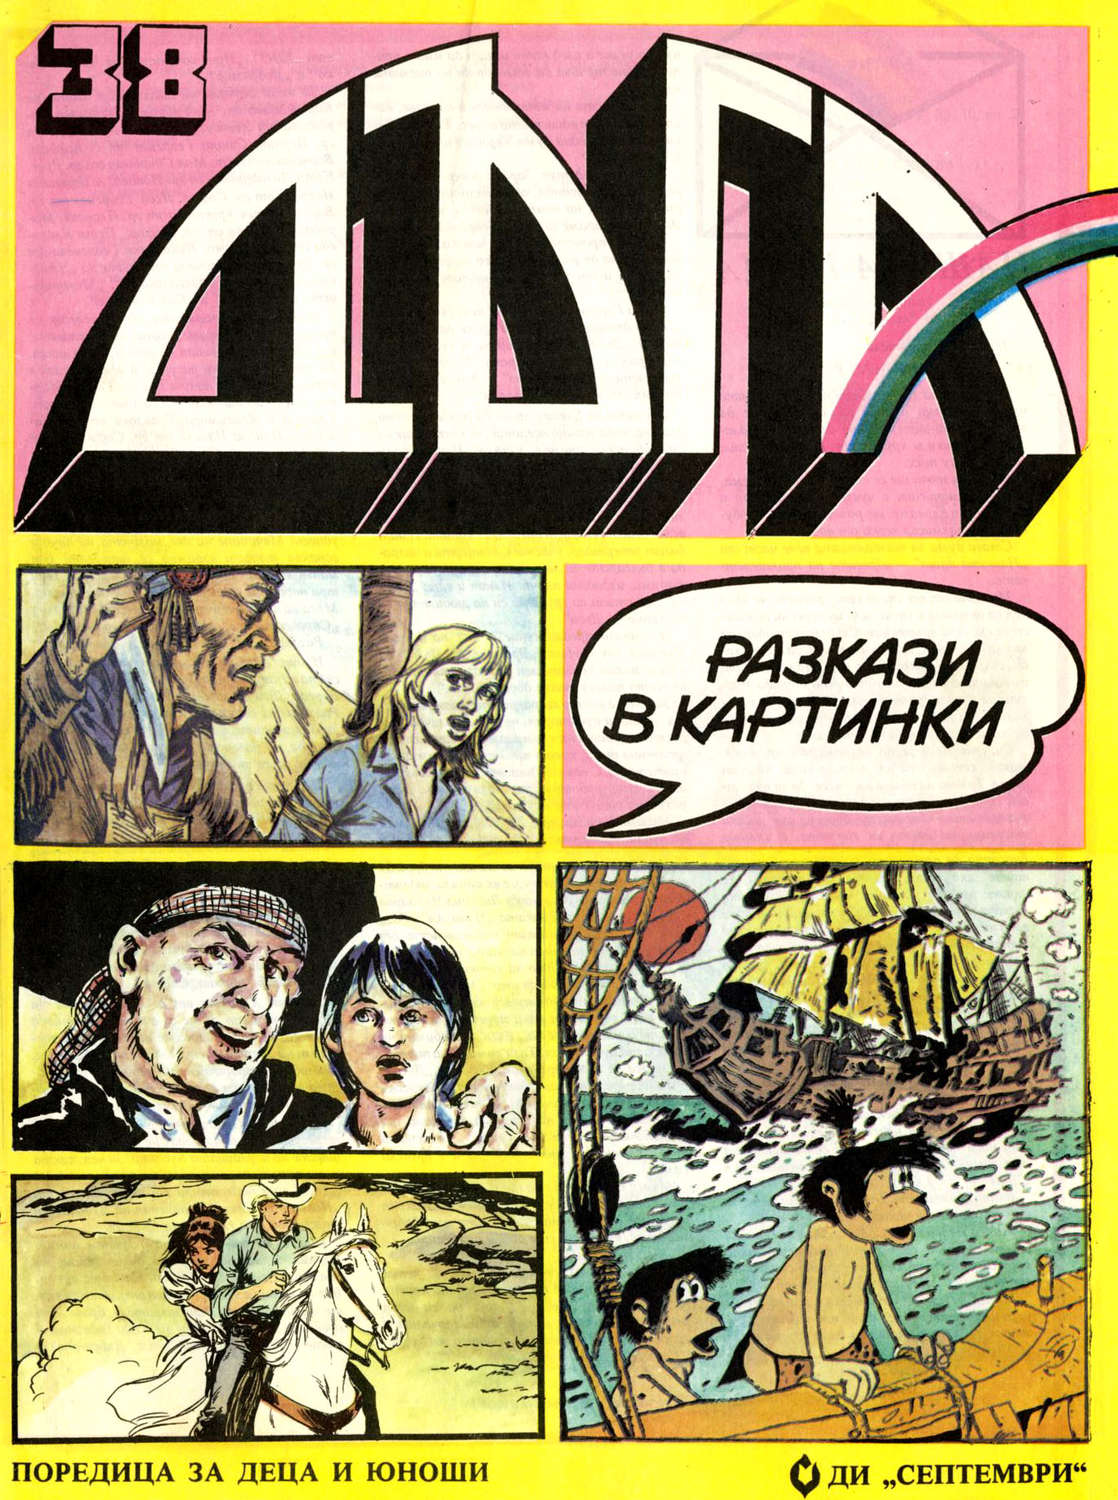 38
ДЪГА
РАЗКАЗИ
В КАРТИНКИ
ПОРЕДИЦА ЗА ДЕЦА И ЮНОШИ
ДИ „СЕПТЕМВРИ“